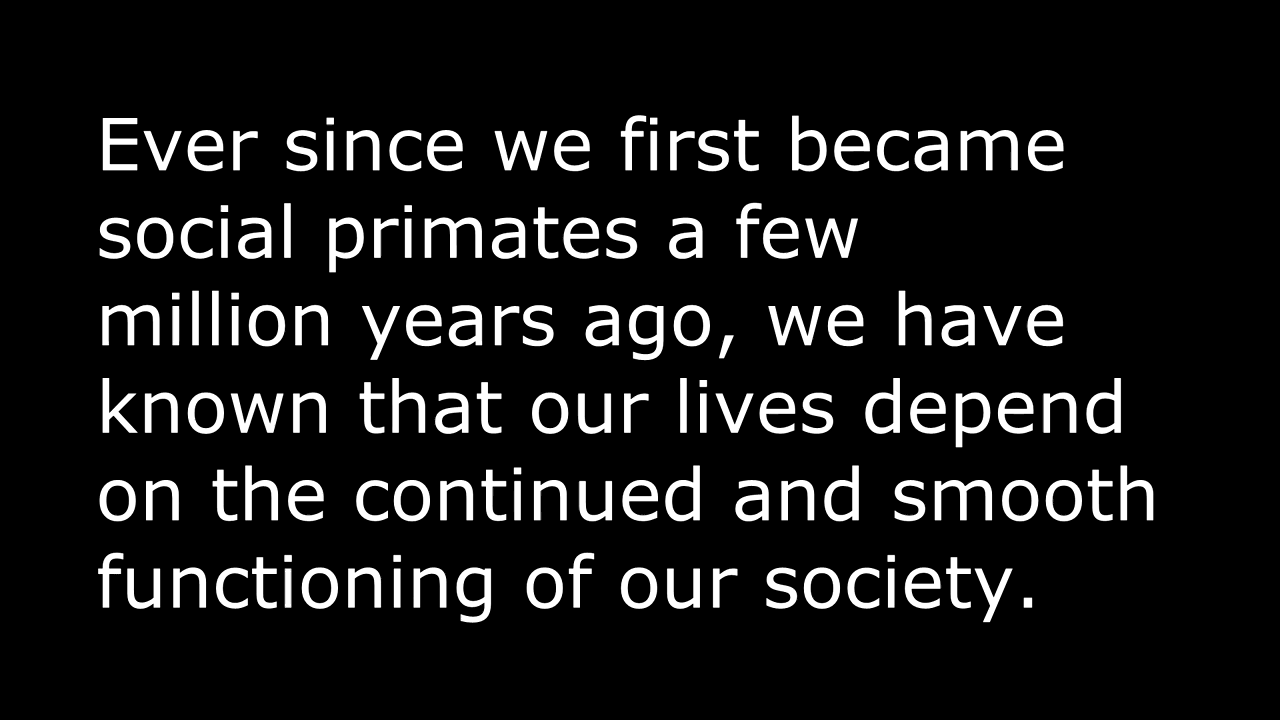 Ever since we first became
social primates a few
million years ago, we have
known that our lives depend
on the continued and smooth
functioning of our society.